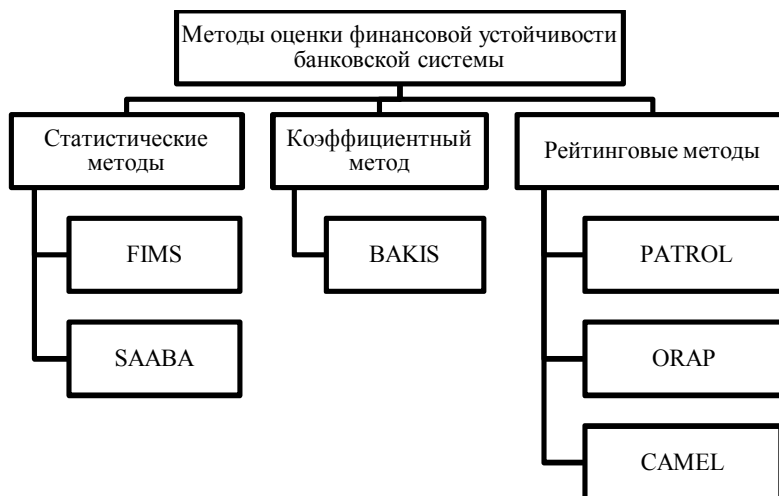 Методы оценки финансовой устойчивости
банковской системы
Статистические
методы
Коэффициентный
метод
Рейтинговые методы
FIMS
BAKIS
PATROL
SAABA
ORAP
CAMEL